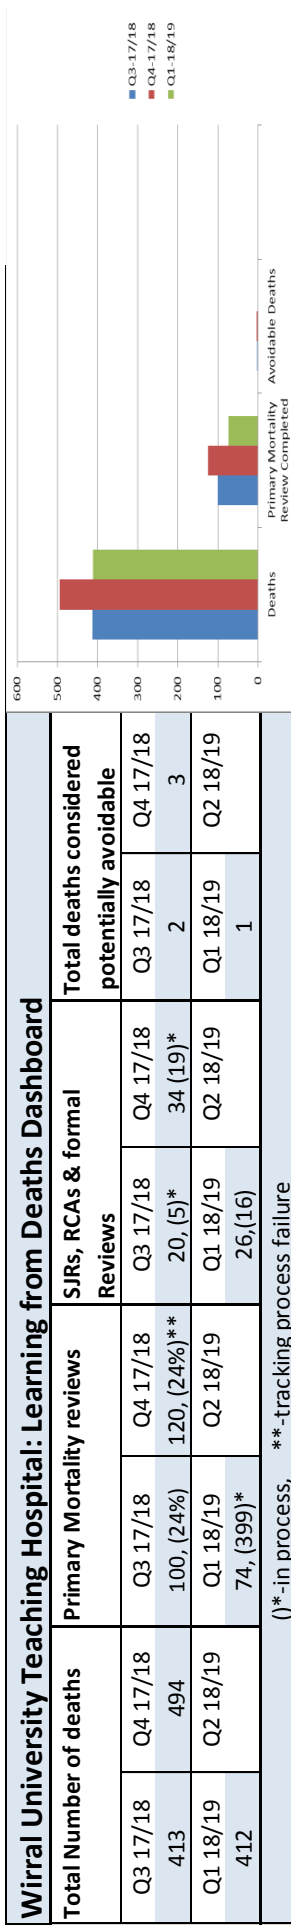 Wirral University Teaching Hospital: Learning from Deaths Dashboard
Total Number of deaths
Primary Mortality reviews
SJRs, RCAs & formal
Reviews
Total deaths considered
potentially avoidable
Q3 17/18 Q4 17/18 Q3 17/18 Q4 17/18 Q3 17/18 Q4 17/18 Q3 17/18 Q4 17/18
413 494 100, (24%) 120, (24%)** 20, (5)* 34 (19)* 2 3
Q1 18/19 Q2 18/19 Q1 18/19 Q2 18/19 Q1 18/19 Q2 18/19 Q1 18/19 Q2 18/19
412 74, (399)* 26,(16) 1
()*-in process, **-tracking process failure
600
500
400
300
200
100
0
Deaths
Primary Mortality
Review Completed
Avoidable Deaths
Q3-17/18
Q4-17/18
Q1-18/19